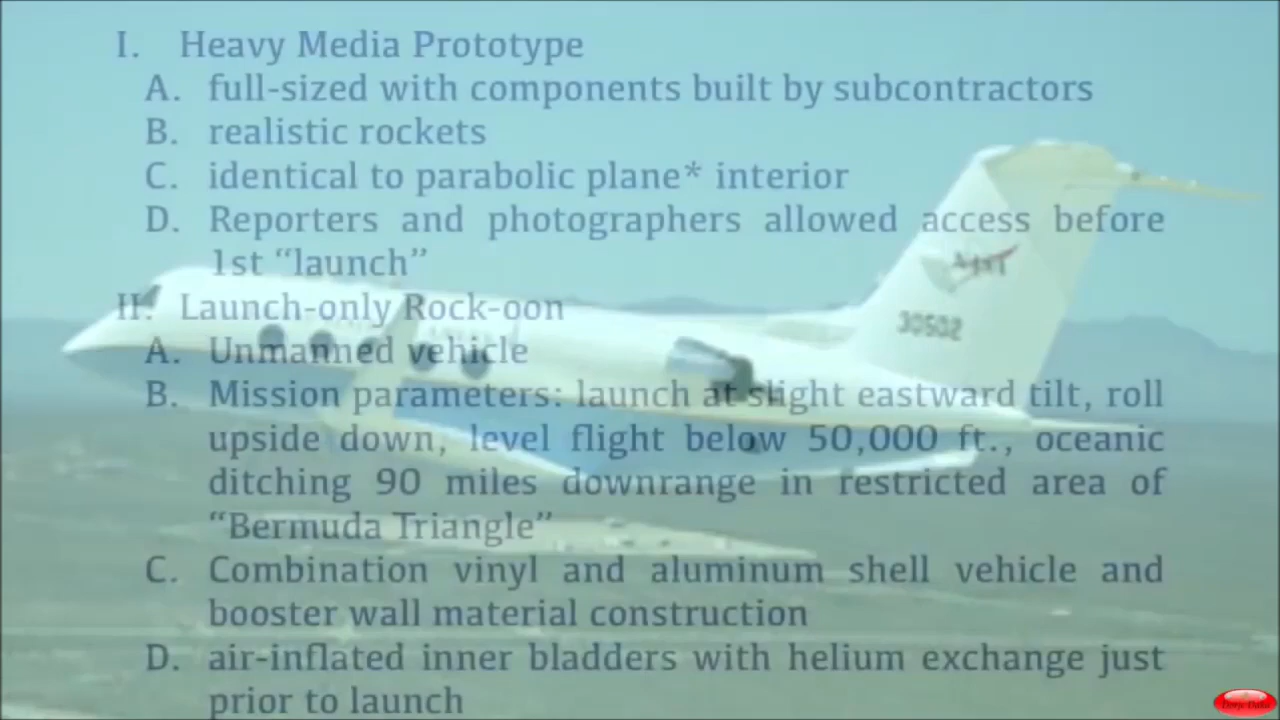 I. Heavy Media Prototype
A. full-sized with components built by subcontractors
B. realistic rockets
C. identical to parabolic plane* interior
D. Reporters and photographers allowed access before
1st “launch”
II. Launch-only Rock-oon
A. Unmanned vehicle
B. Mission parameters: launch at slight eastward tilt, roll
upside down, level flight below 50,000 ft., oceanic
ditching 90 miles downrange in restricted area of
“Bermuda Triangle”
C. Combination vinyl and aluminum shell vehicle and
booster wall material construction
D. air-inflated inner bladders with helium exchange just
prior to launch
NASA
30502